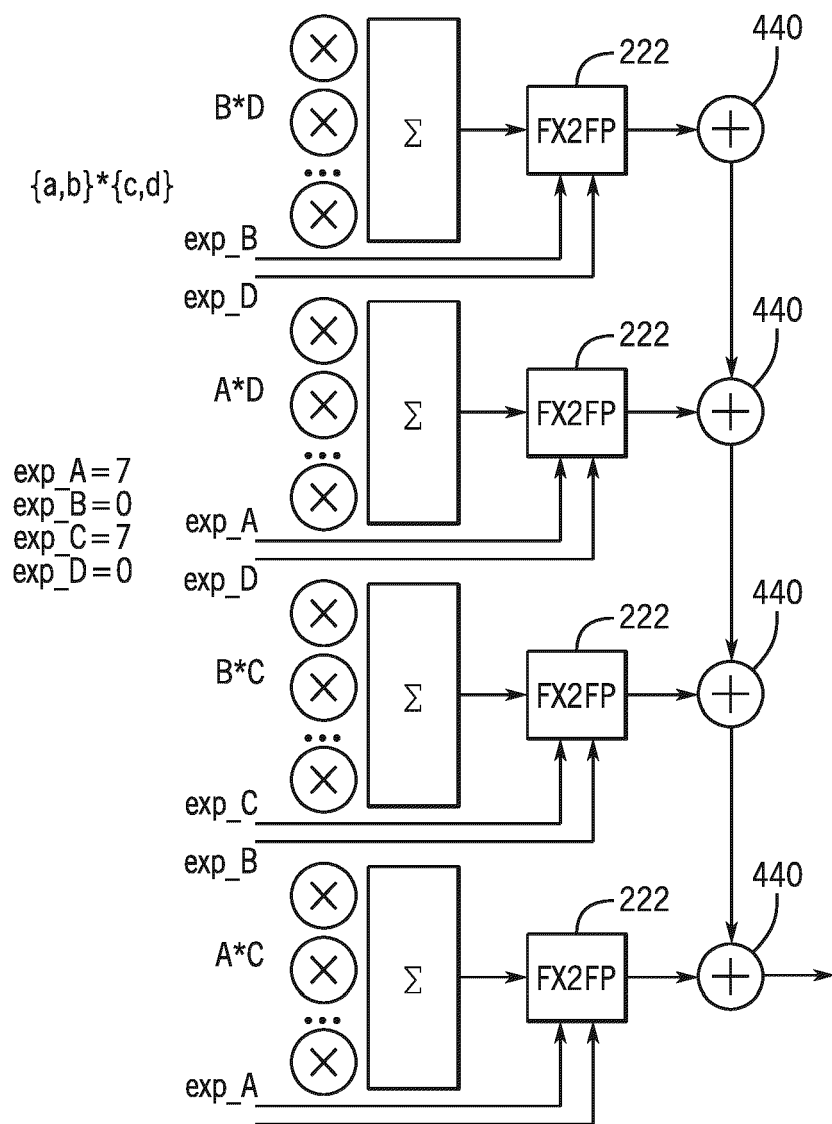 222
440
B*D
Σ
FX2FP
{a,b}*{c,d}
exp_B
exp_D
222
440
A*D
Σ
FX2FP
exp_A=7
exp_B=0
exp_C=7
exp_D=0
exp_A
exp_D
222
440
B*C
Σ
FX2FP
exp_C
exp_B
222
440
A*C
Σ
FX2FP
exp_A